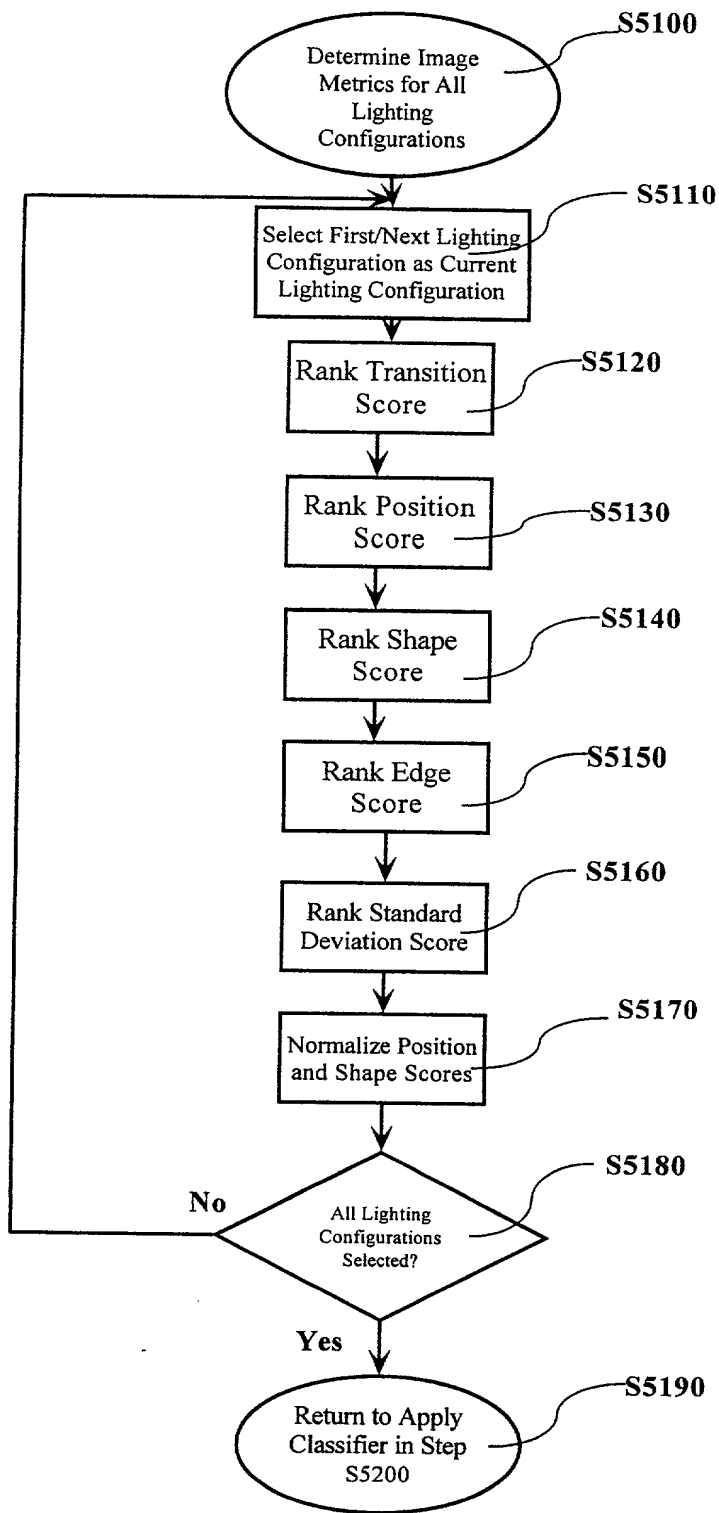 S5100
Determine Image
Metrics for All
Lighting
Configurations
S5110
Select First/Next Lighting
Configuration as Current
Lighting Configuration
S5120
Rank Transition
Score
S5130
Rank Position
Score
S5140
Rank Shape
Score
S5150
Rank Edge
Score
S5160
Rank Standard
Deviation Score
S5170
Normalize Position
and Shape Scores
S5180
No
All Lighting
Configurations
Selected?
Yes
S5190
Return to Apply
Classifier in Step
S5200